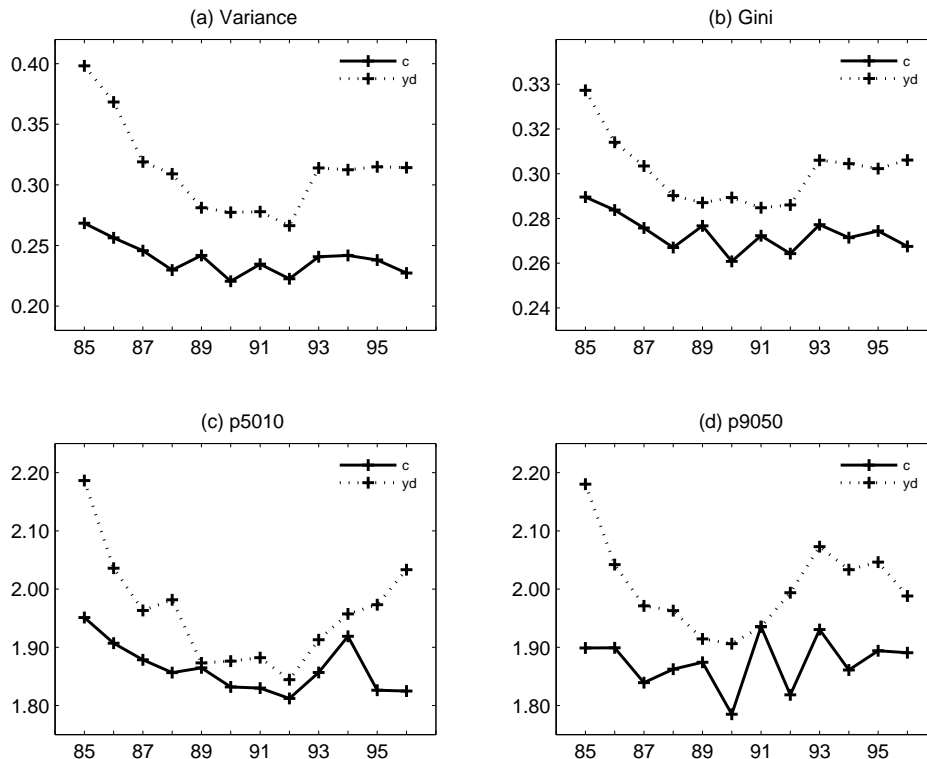 (a) Variance
c
yd
0.40
0.35
0.30
0.25
0.20
85 87 89 91 93 95
(b) Gini
c
yd
0.33
0.32
0.30
0.28
0.26
0.24
85 87 89 91 93 95
(c) p5010
c
yd
2.20
2.10
2.00
1.90
1.80
85 87 89 91 93 95
(d) p9050
c
yd
2.20
2.10
2.00
1.90
1.80
85 87 89 91 93 95